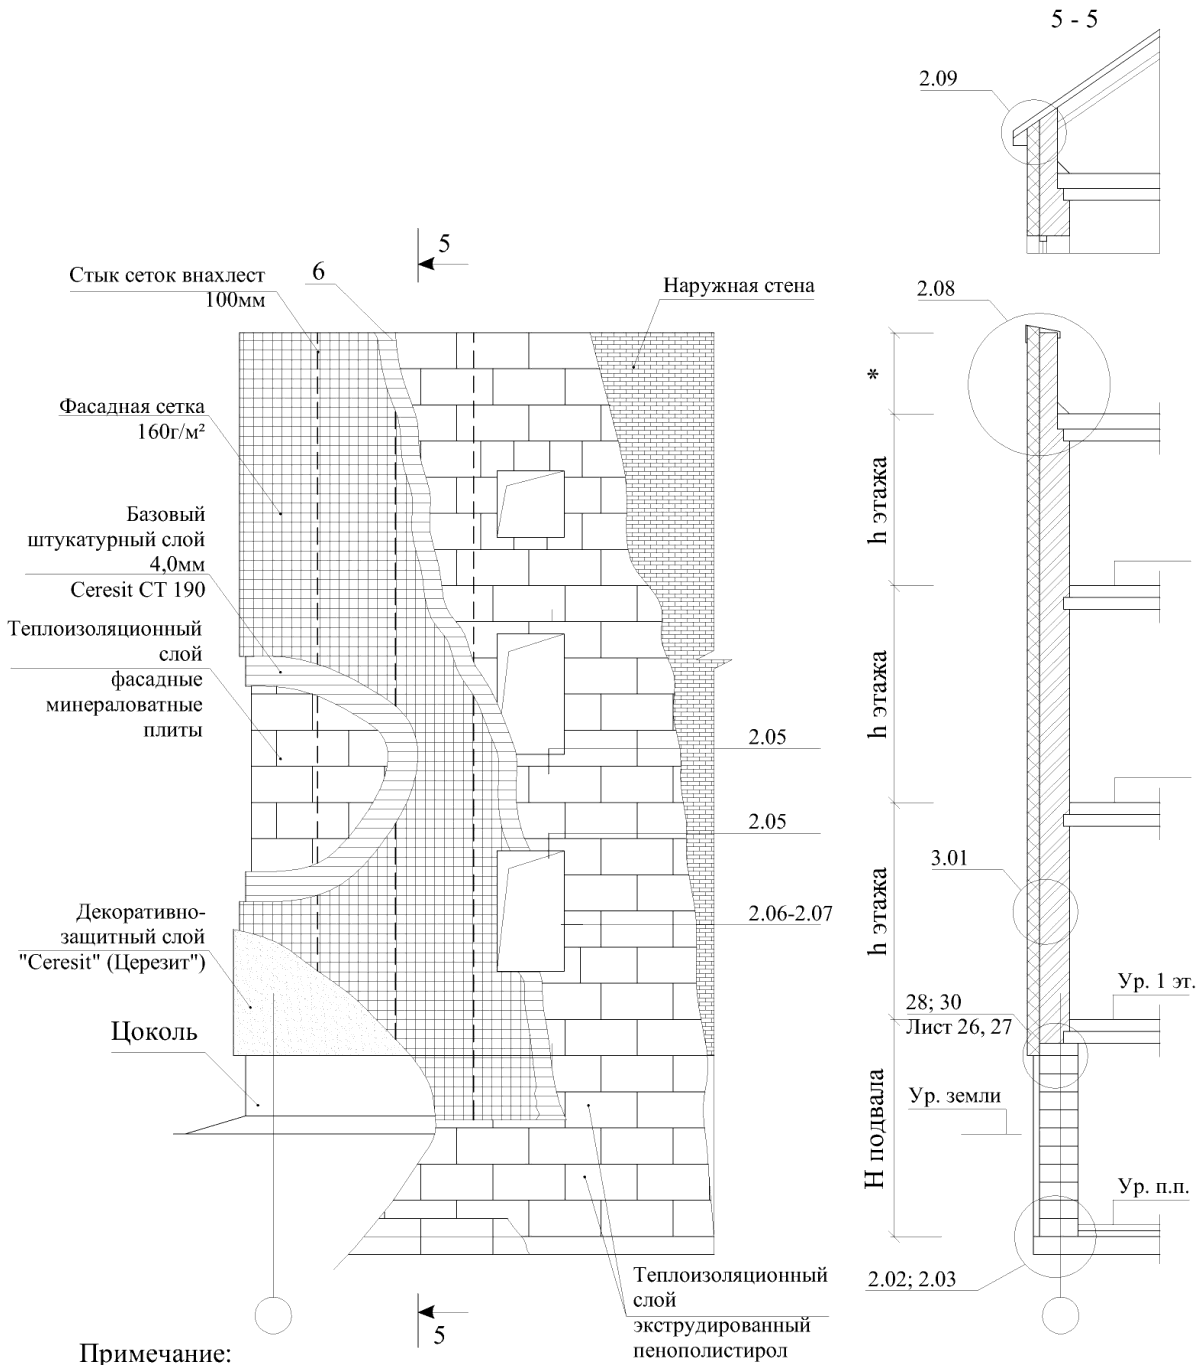 5 - 5
2.09
5
Стык сеток внахлест
100мм
6
Наружная стена
2.08
*
Фасадная сетка
160г/м²
h этажа
Базовый
штукатурный слой
4,0мм
Ceresit CT 190
Теплоизоляционный
слой
фасадные
минераловатные
плиты
h этажа
2.05
2.05
3.01
2.06-2.07
h этажа
Декоративно-
защитный слой
"Ceresit" (Церезит")
Ур. 1 эт.
28; 30
Лист 26, 27
Цоколь
Ур. земли
H подвала
Ур. п.п.
2.02; 2.03
Теплоизоляционный
слой
экструдированный
пенополистирол
5
Примечание: